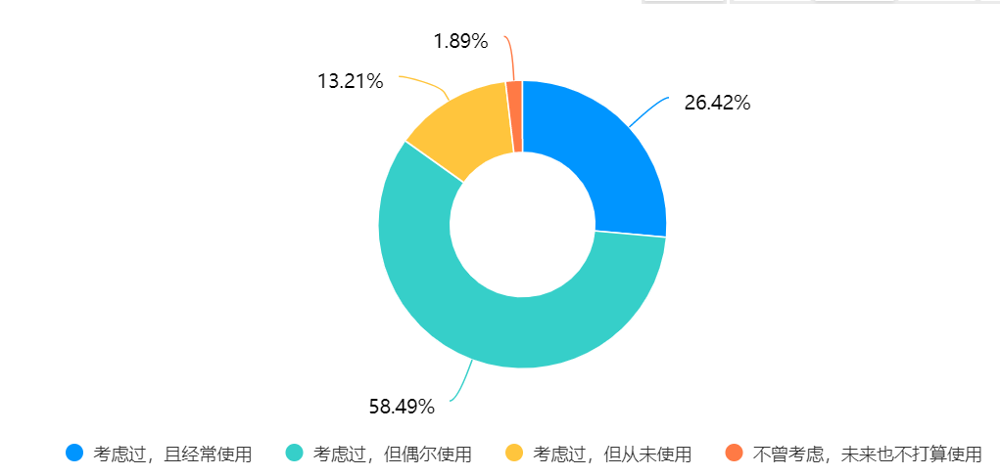 1.89%
13.21%
26.42%
58.49%
考虑过，且经常使用
考虑过，但偶尔使用
考虑过，但从未使用
不曾考虑，未来也不打算使用